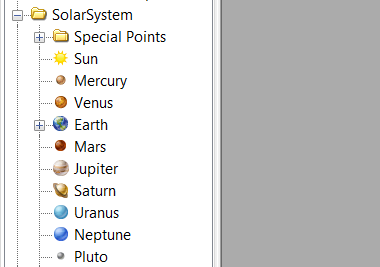 SolarSystem
Special Points
Sun
Mercury
Venus
Earth
Mars
Jupiter
Saturn
Uranus
Neptune
Pluto